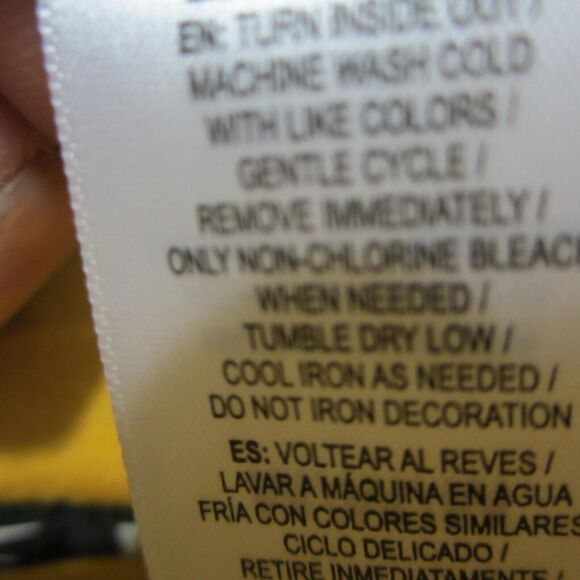 EN: TURN INSIDE OUT /
MACHINE WASH COLD
WITH LIKE COLORS /
GENTLE CYCLE /
REMOVE IMMEDIATELY /
ONLY NON-CHLORINE BLEACH
WHEN NEEDED /
TUMBLE DRY LOW /
COOL IRON AS NEEDED /
DO NOT IRON DECORATION
ES: VOLTEAR AL REVES /
LAVAR A MÁQUINA EN AGUA
FRÍA CON COLORES SIMILARES
CICLO DELICADO /
RETIRE INMEDIATAMENTE /